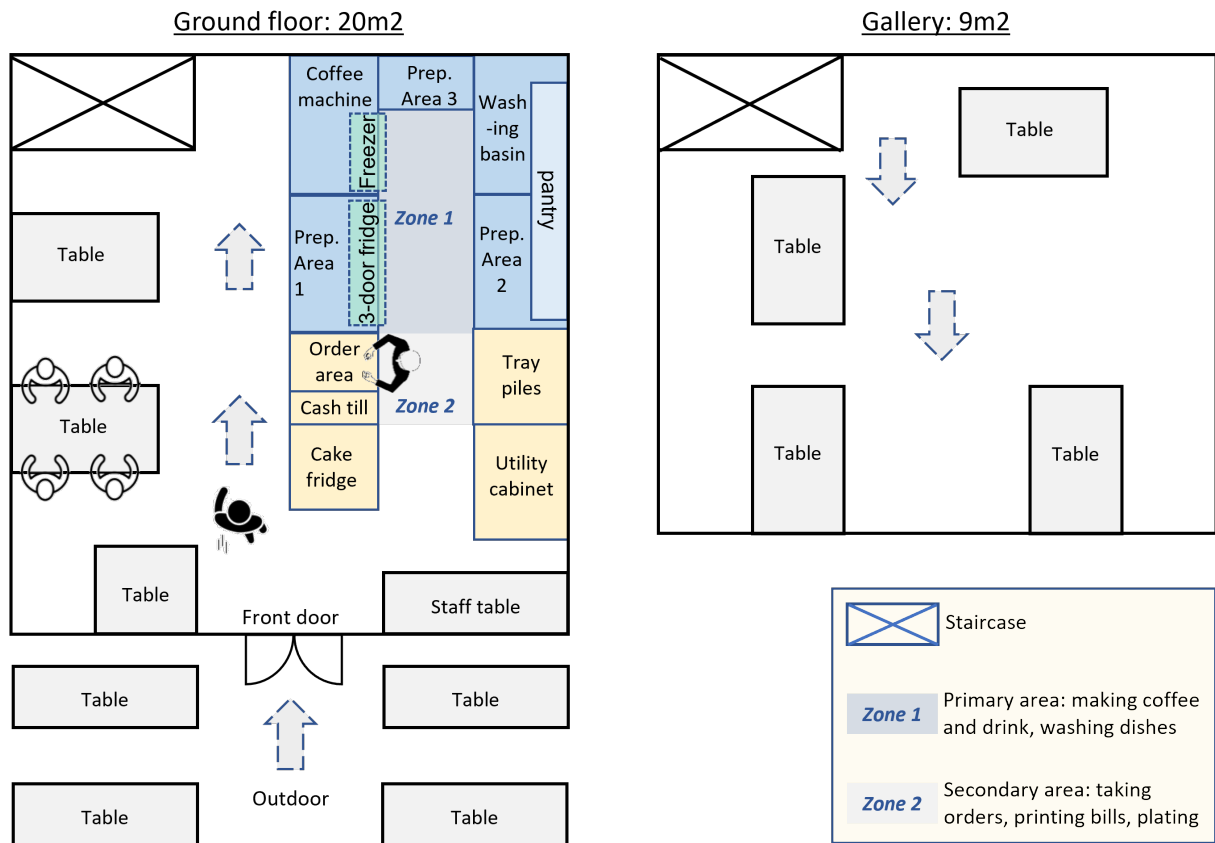 Ground floor: 20m2
Gallery: 9m2
Coffee
machine
Prep.
Area 3
Wash
-ing
basin
pantry
Freezer
3-door fridge
Zone 1
Prep.
Area
1
Prep.
Area
2
Table
Order
area
Tray
piles
Cash till
Zone 2
Table
Cake
fridge
Utility
cabinet
Table
Staff table
Front door
Table
Table
Outdoor
Table
Table
Table
Table
Table
Table
Staircase
Zone 1
Primary area: making coffee
and drink, washing dishes
Zone 2
Secondary area: taking
orders, printing bills, plating